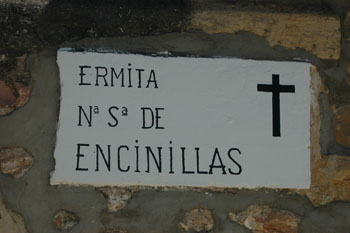 ERMITA
Nª Sª DE
ENCINILLAS